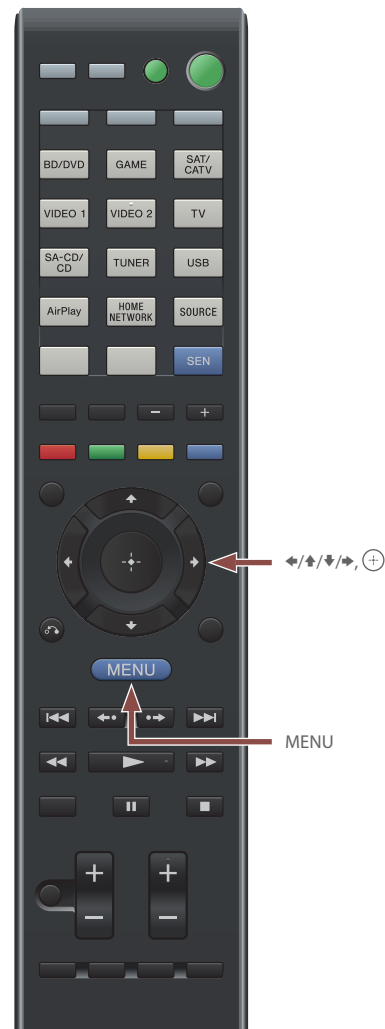 BD/DVD GAME SAT/
CATV
VIDEO 1 VIDEO 2 TV
SA-CD/
CD TUNER USB
AirPlay HOME
NETWORK SOURCE
SEN
− +
←/↑/↓/→, ⊕
MENU
MENU
+ +
− −